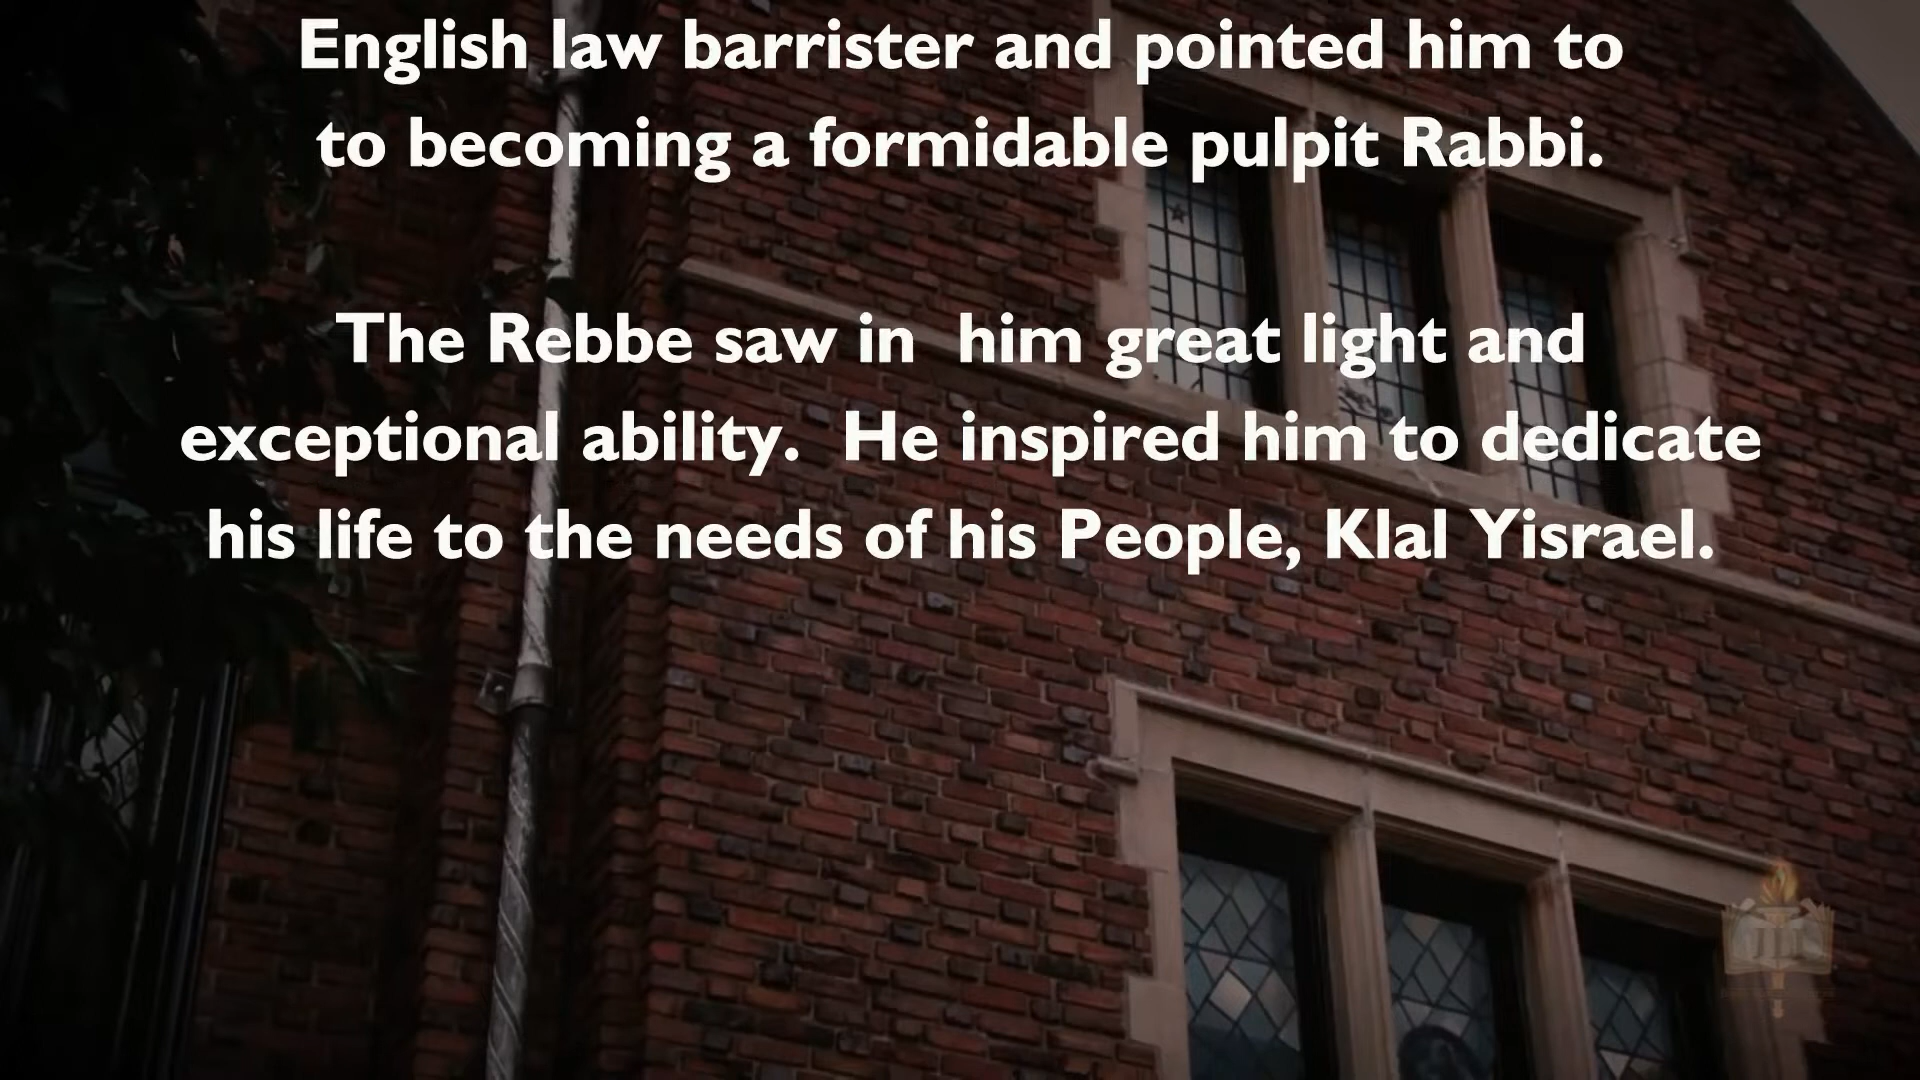 English law barrister and pointed him to
to becoming a formidable pulpit Rabbi.
The Rebbe saw in  him great light and
exceptional ability.  He inspired him to dedicate
his life to the needs of his People, Klal Yisrael.